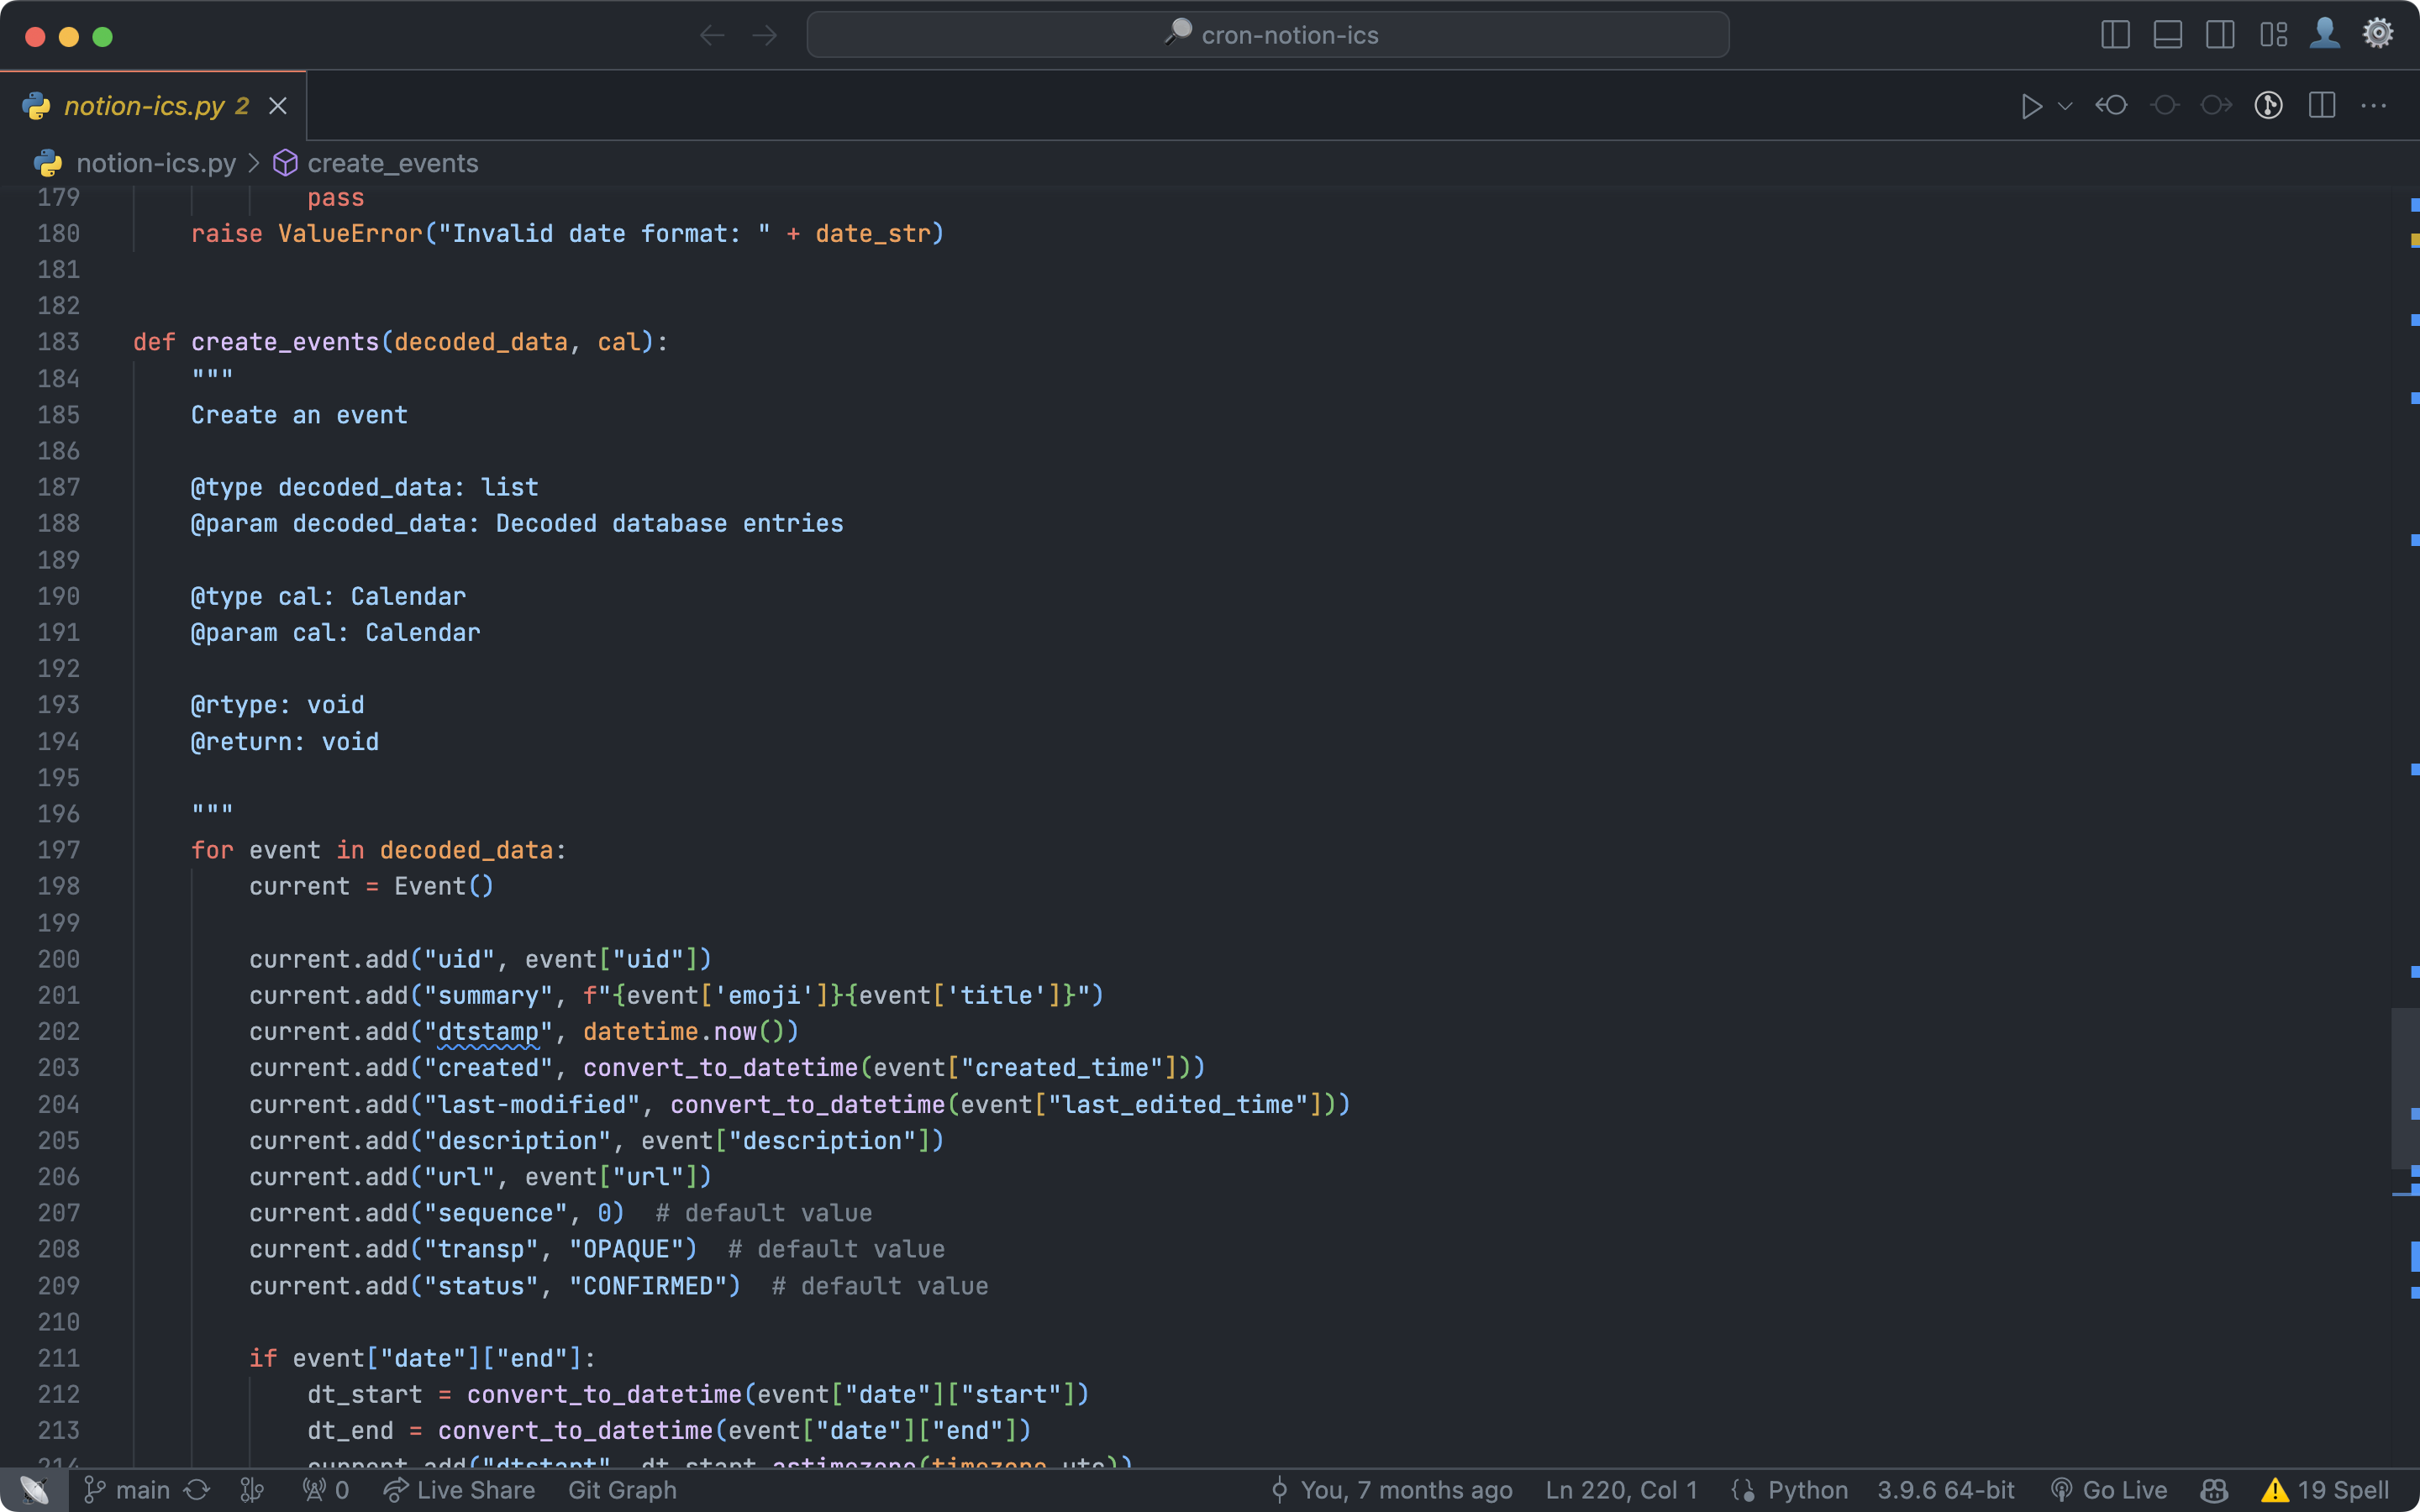 cron-notion-ics
notion-ics.py 2
notion-ics.py > create_events
179 pass
180 raise ValueError("Invalid date format: " + date_str)
181
182
183 def create_events(decoded_data, cal):
184 """
185 Create an event
186
187 @type decoded_data: list
188 @param decoded_data: Decoded database entries
189
190 @type cal: Calendar
191 @param cal: Calendar
192
193 @rtype: void
194 @return: void
195
196 """
197 for event in decoded_data:
198 current = Event()
199
200 current.add("uid", event["uid"])
201 current.add("summary", f"{event['emoji']}{event['title']}")
202 current.add("dtstamp", datetime.now())
203 current.add("created", convert_to_datetime(event["created_time"]))
204 current.add("last-modified", convert_to_datetime(event["last_edited_time"]))
205 current.add("description", event["description"])
206 current.add("url", event["url"])
207 current.add("sequence", 0)  # default value
208 current.add("transp", "OPAQUE")  # default value
209 current.add("status", "CONFIRMED")  # default value
210
211 if event["date"]["end"]:
212 dt_start = convert_to_datetime(event["date"]["start"])
213 dt_end = convert_to_datetime(event["date"]["end"])
214 current.add("dtstart", dt_start.astimezone(timezone.utc))
main 0 Live Share Git Graph You, 7 months ago Ln 220, Col 1 Python 3.9.6 64-bit Go Live 19 Spell